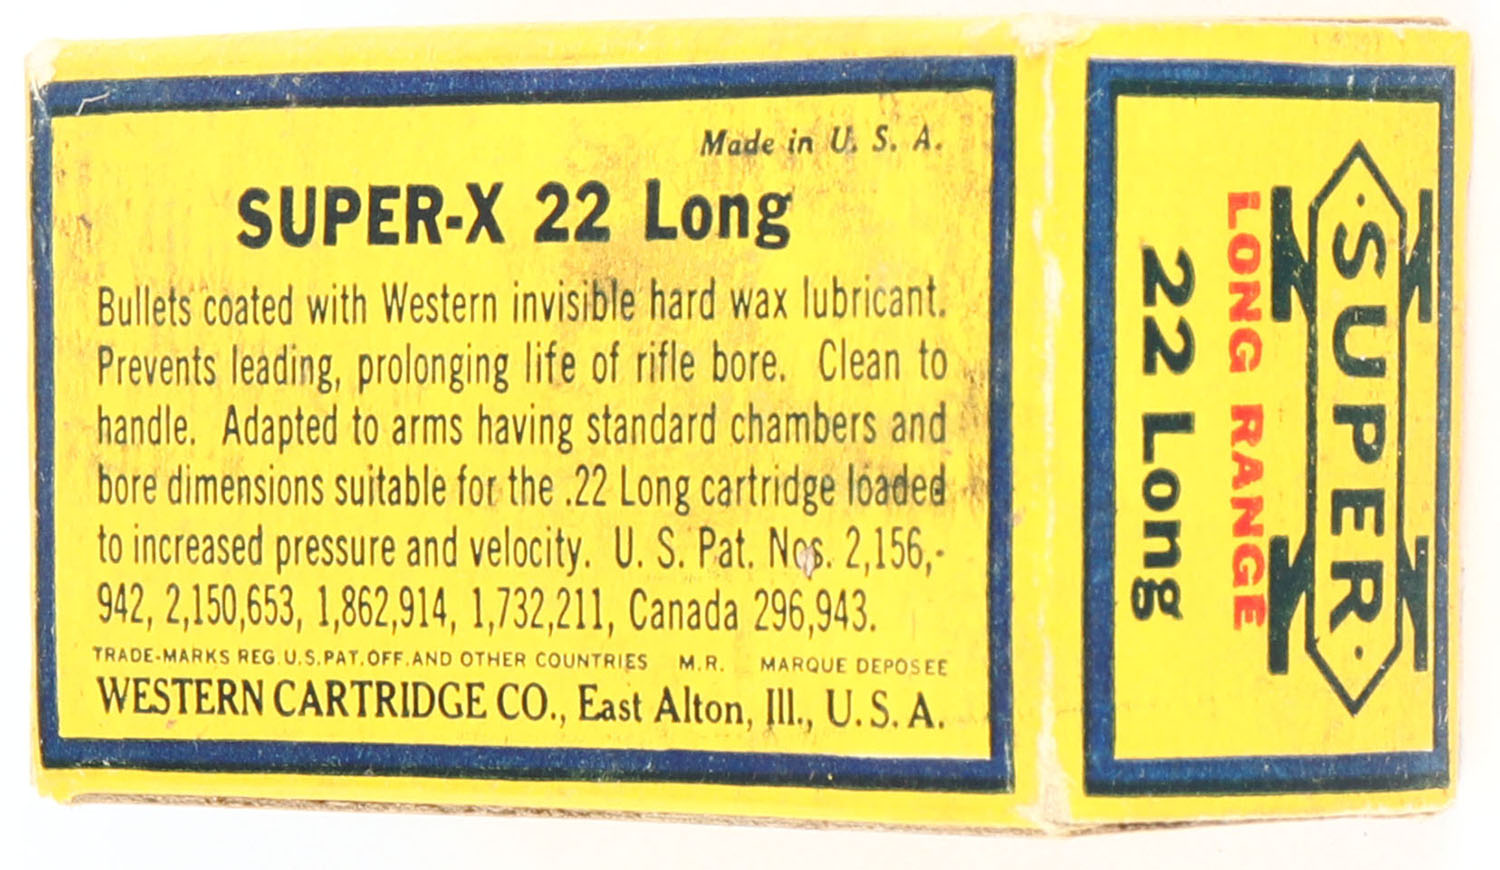 Made in U. S. A.
SUPER-X 22 Long
Bullets coated with Western invisible hard wax lubricant.
Prevents leading, prolonging life of rifle bore. Clean to
handle. Adapted to arms having standard chambers and
bore dimensions suitable for the .22 Long cartridge loaded
to increased pressure and velocity. U. S. Pat. Nos. 2,156,-
942, 2,150,653, 1,862,914, 1,732,211, Canada 296,943.
TRADE-MARKS REG. U.S. PAT. OFF. AND OTHER COUNTRIES M.R. MARQUE DEPOSEE
WESTERN CARTRIDGE CO., East Alton, Ill., U. S. A.
·SUPER·
X
LONG RANGE
22 Long